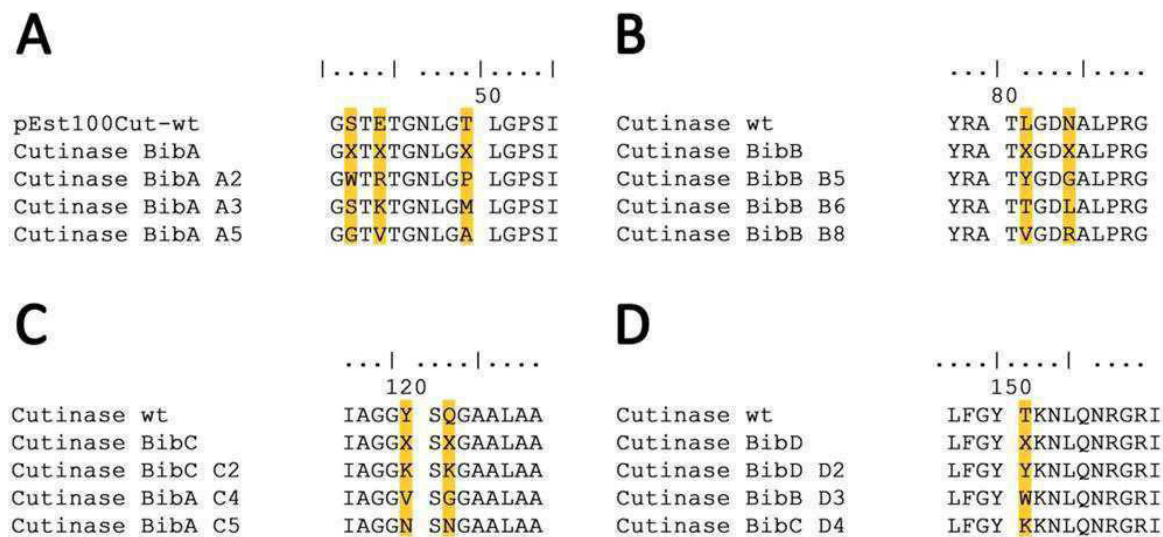 A
|....| ....|....|
50
pEst100Cut-wt GSTETGNLGT LGPSI
Cutinase BibA GXTXTGNLGX LGPSI
Cutinase BibA A2 GWTRTGNLGP LGPSI
Cutinase BibA A3 GSTKTGNLGM LGPSI
Cutinase BibA A5 GGTVTGNLGA LGPSI
B
...| ....|....
80
Cutinase wt YRA TLGDNALPRG
Cutinase BibB YRA TXGDXALPRG
Cutinase BibB B5 YRA TYGDGALPRG
Cutinase BibB B6 YRA TTGDLALPRG
Cutinase BibB B8 YRA TVGDRALPRG
C
...| ....|....
120
Cutinase wt IAGGY SQGAALAA
Cutinase BibC IAGGX SXGAALAA
Cutinase BibC C2 IAGGK SKGAALAA
Cutinase BibA C4 IAGGV SGGAALAA
Cutinase BibA C5 IAGGN SNGAALAA
D
...|....| ....
150
Cutinase wt LFGY TKNLQNRGRI
Cutinase BibD LFGY XKNLQNRGRI
Cutinase BibD D2 LFGY YKNLQNRGRI
Cutinase BibB D3 LFGY WKNLQNRGRI
Cutinase BibC D4 LFGY KKNLQNRGRI